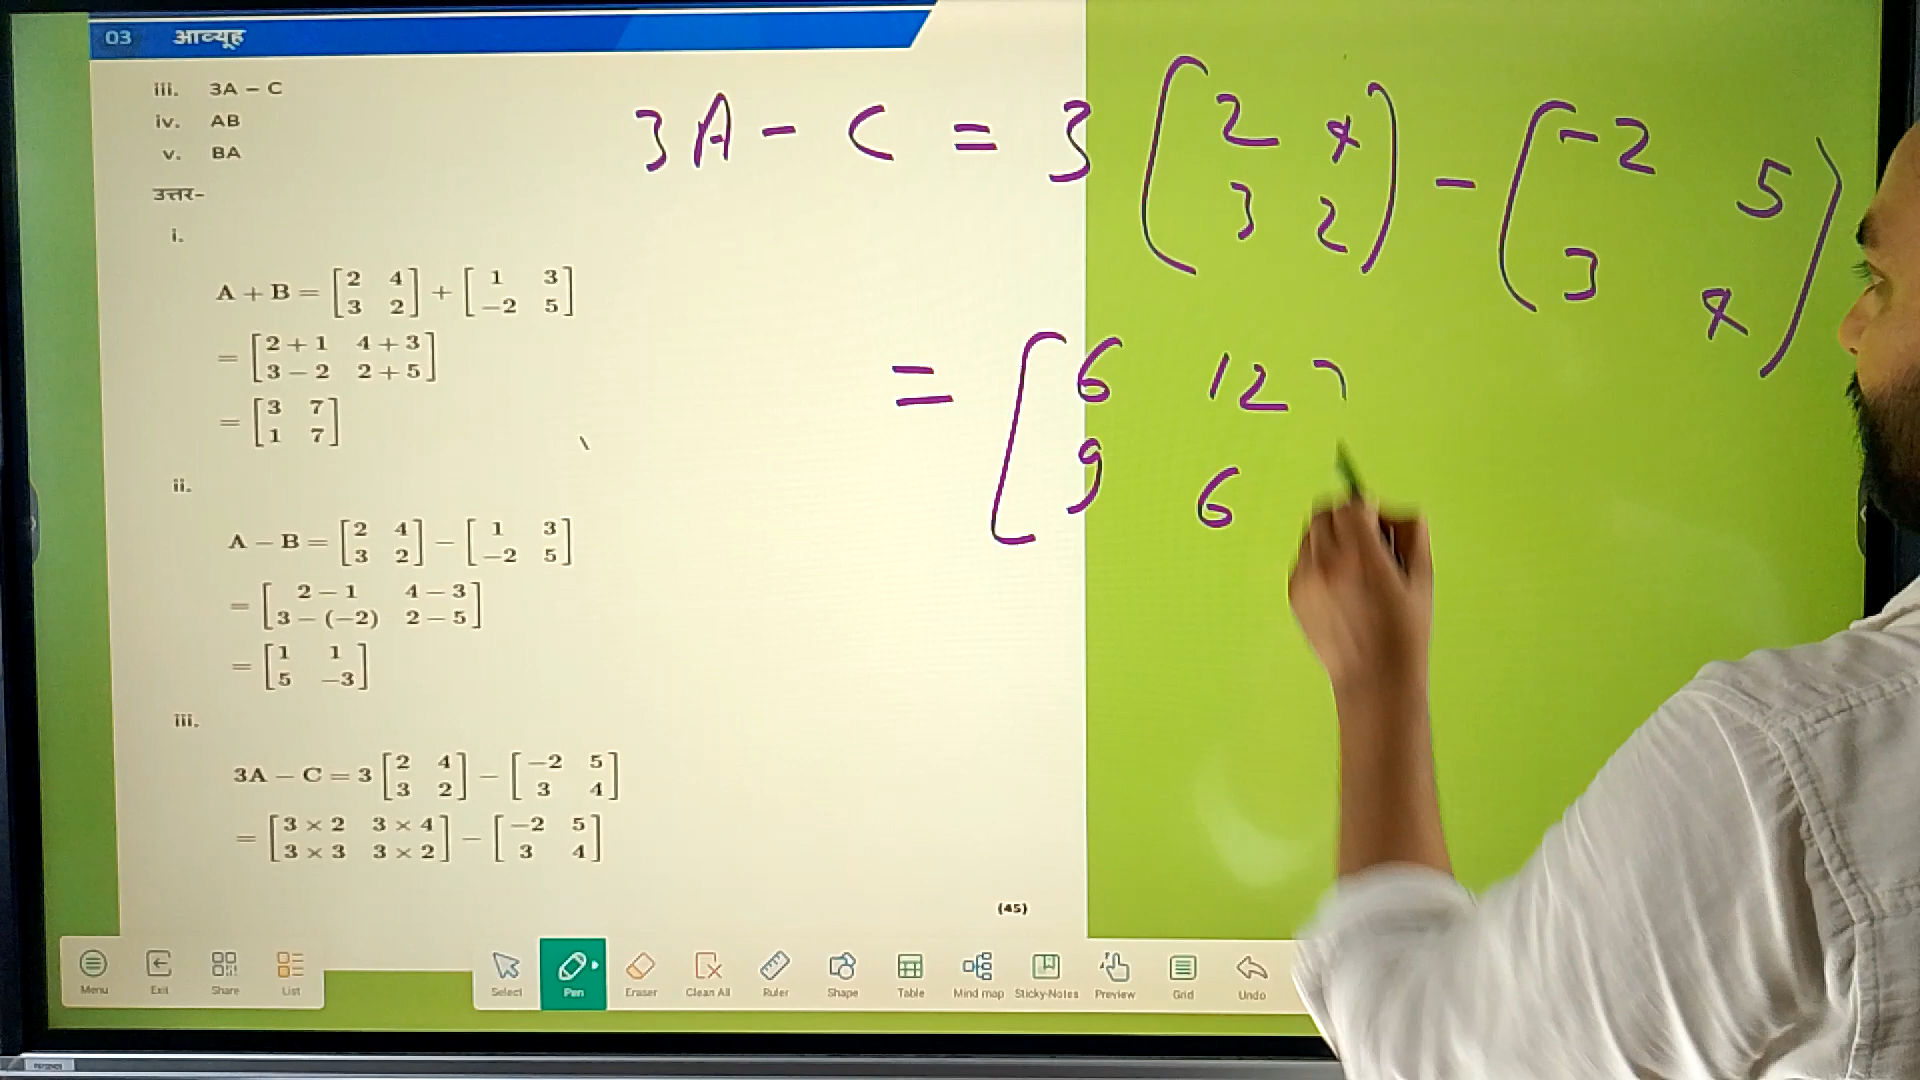 03 आव्यूह
iii. 3A – C
iv. AB
v. BA
उत्तर-
i.
A + B = [2 4 3 2] + [1 3 -2 5]
= [2 + 1 4 + 3 3 – 2 2 + 5]
= [3 7 1 7]
ii.
A – B = [2 4 3 2] – [1 3 -2 5]
= [2 – 1 4 – 3 3 – (-2) 2 – 5]
= [1 1 5 -3]
iii.
3A – C = 3 [2 4 3 2] – [-2 5 3 4]
= [3 × 2 3 × 4 3 × 3 3 × 2] – [-2 5 3 4]
(45)
3A - C = 3 (2 4 3 2) - (-2 5 3 4)
= [6 12 9 6
Menu Exit Share List Select Pen Eraser Clean All Ruler Shape Table Mind map Sticky-Notes Preview Grid Undo